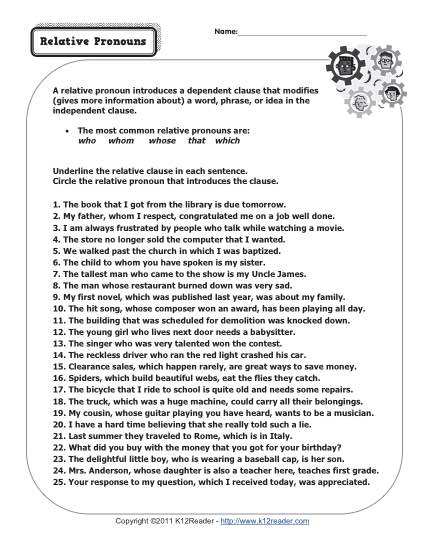 Name:
Relative Pronouns
A relative pronoun introduces a dependent clause that modifies
(gives more information about) a word, phrase, or idea in the
independent clause.
• The most common relative pronouns are:
who whom whose that which
Underline the relative clause in each sentence.
Circle the relative pronoun that introduces the clause.
1. The book that I got from the library is due tomorrow.
2. My father, whom I respect, congratulated me on a job well done.
3. I am always frustrated by people who talk while watching a movie.
4. The store no longer sold the computer that I wanted.
5. We walked past the church in which I was baptized.
6. The child to whom you have spoken is my sister.
7. The tallest man who came to the show is my Uncle James.
8. The man whose restaurant burned down was very sad.
9. My first novel, which was published last year, was about my family.
10. The hit song, whose composer won an award, has been playing all day.
11. The building that was scheduled for demolition was knocked down.
12. The young girl who lives next door needs a babysitter.
13. The singer who was very talented won the contest.
14. The reckless driver who ran the red light crashed his car.
15. Clearance sales, which happen rarely, are great ways to save money.
16. Spiders, which build beautiful webs, eat the flies they catch.
17. The bicycle that I ride to school is quite old and needs some repairs.
18. The truck, which was a huge machine, could carry all their belongings.
19. My cousin, whose guitar playing you have heard, wants to be a musician.
20. I have a hard time believing that she really told such a lie.
21. Last summer they traveled to Rome, which is in Italy.
22. What did you buy with the money that you got for your birthday?
23. The delightful little boy, who is wearing a baseball cap, is her son.
24. Mrs. Anderson, whose daughter is also a teacher here, teaches first grade.
25. Your response to my question, which I received today, was appreciated.
Copyright ©2011 K12Reader - http://www.k12reader.com